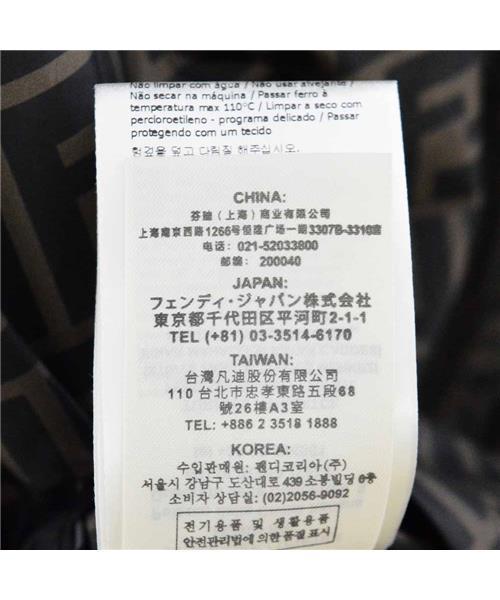 Não limpar com água / Não usar alvejante /
Não secar na máquina / Passar ferro à
temperatura max 110°C / Limpar a seco com
percloroetileno - programa delicado / Passar
protegendo com um tecido
헝겊을 덮고 다림질 해주십시오.
CHINA:
芬迪（上海）商业有限公司
上海南京西路1266号恒隆广场一期3307B-3310室
电话： 021-52033800
邮编： 200040
JAPAN:
フェンディ・ジャパン株式会社
東京都千代田区平河町2-1-1
TEL (+81) 03-3514-6170
TAIWAN:
台灣凡迪股份有限公司
110 台北市忠孝東路五段68
號26樓A3室
TEL: +886 2 3518 1888
KOREA:
수입판매원: 펜디코리아(주)
서울시 강남구 도산대로 439 소봉빌딩 6층
소비자 상담실: (02)2056-9092
전기용품 및 생활용품
안전관리법에 의한 품질 표시